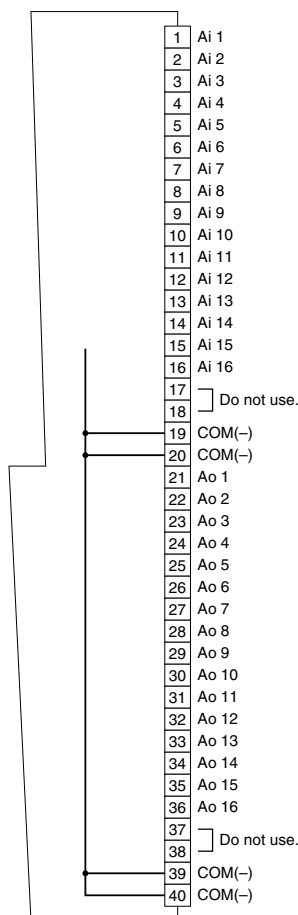 1 Ai 1
2 Ai 2
3 Ai 3
4 Ai 4
5 Ai 5
6 Ai 6
7 Ai 7
8 Ai 8
9 Ai 9
10 Ai 10
11 Ai 11
12 Ai 12
13 Ai 13
14 Ai 14
15 Ai 15
16 Ai 16
17
Do not use.
18
19 COM(–)
20 COM(–)
21 Ao 1
22 Ao 2
23 Ao 3
24 Ao 4
25 Ao 5
26 Ao 6
27 Ao 7
28 Ao 8
29 Ao 9
30 Ao 10
31 Ao 11
32 Ao 12
33 Ao 13
34 Ao 14
35 Ao 15
36 Ao 16
37
Do not use.
38
39 COM(–)
40 COM(–)